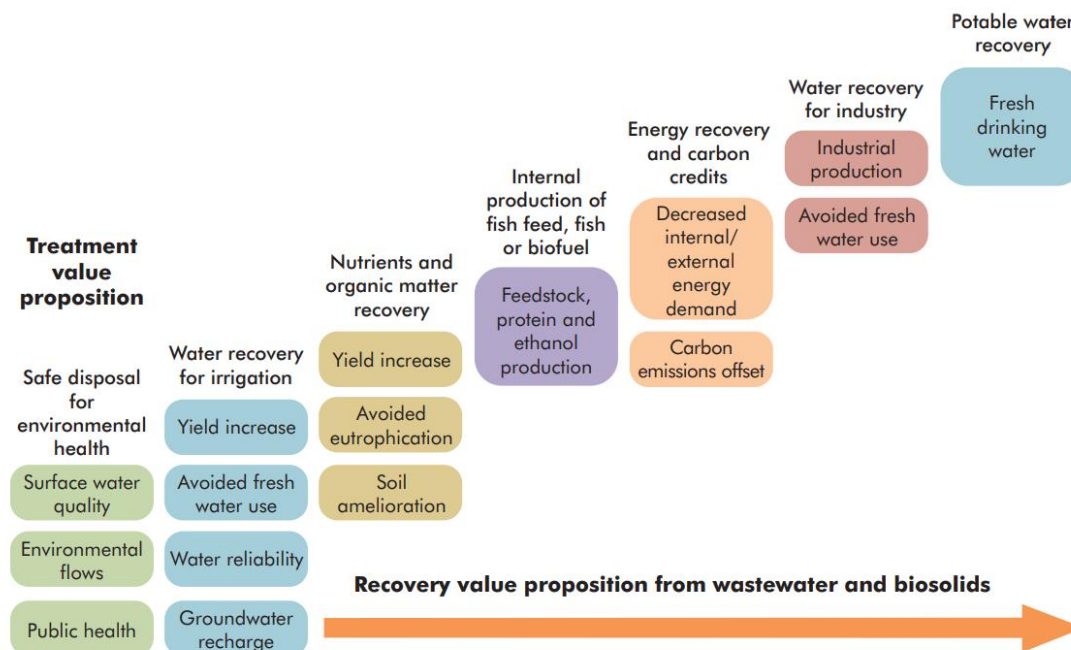 Treatment
value
proposition
Safe disposal
for
environmental
health
Surface water
quality
Environmental
flows
Public health
Water recovery
for irrigation
Yield increase
Avoided fresh
water use
Water reliability
Groundwater
recharge
Nutrients and
organic matter
recovery
Yield increase
Avoided
eutrophication
Soil
amelioration
Internal
production of
fish feed, fish
or biofuel
Feedstock,
protein and
ethanol
production
Energy recovery
and carbon
credits
Decreased
internal/
external
energy
demand
Carbon
emissions offset
Water recovery
for industry
Industrial
production
Avoided fresh
water use
Potable water
recovery
Fresh
drinking
water
Recovery value proposition from wastewater and biosolids